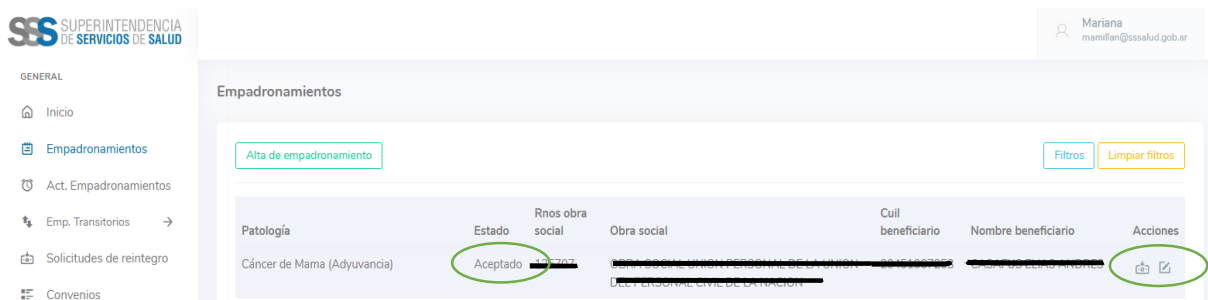 SSS SUPERINTENDENCIA
DE SERVICIOS DE SALUD
Mariana
mamillan@sssalud.gob.ar
GENERAL
Inicio
Empadronamientos
Act. Empadronamientos
Emp. Transitorios
Solicitudes de reintegro
Convenios
Empadronamientos
Alta de empadronamiento
Filtros
Limpiar filtros
Patología Estado Rnos obra social Obra social Cuil beneficiario Nombre beneficiario Acciones
Cáncer de Mama (Adyuvancia) Aceptado